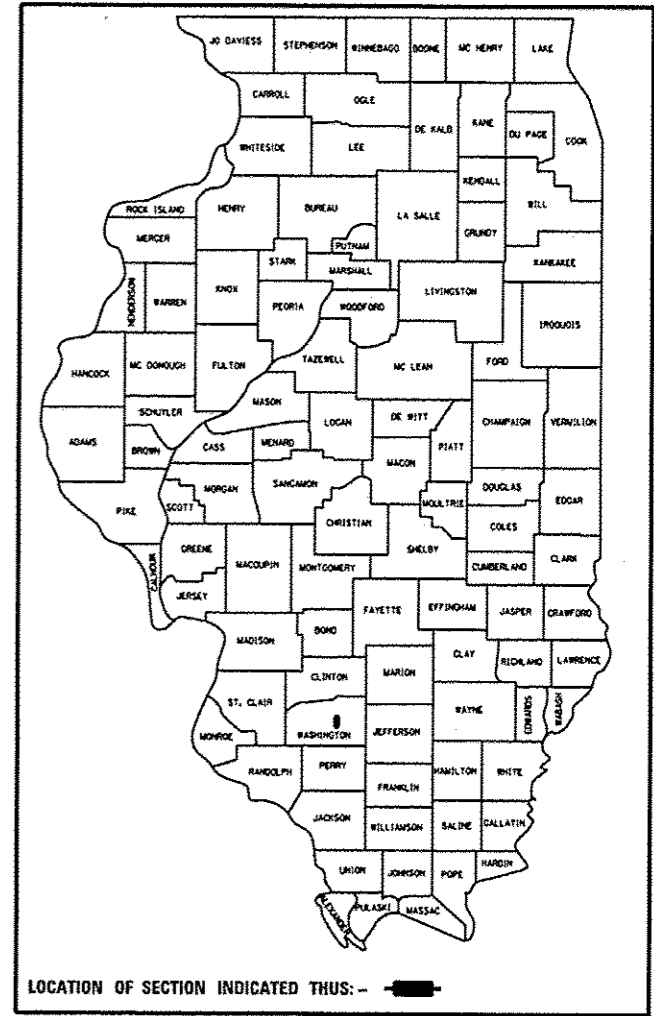 JO DAVIESS STEPHENSON WINNEBAGO BOONE MC HENRY LAKE
CARROLL OGLE DE KALB KANE DU PAGE COOK
WHITESIDE LEE KENDALL WILL
ROCK ISLAND HENRY BUREAU LA SALLE GRUNDY
MERCER PUTNAM
STARK MARSHALL KANKAKEE
HENDERSON WARREN KNOX PEORIA WOODFORD LIVINGSTON IROQUOIS
HANCOCK MC DONOUGH FULTON TAZEWELL MC LEAN FORD
SCHUYLER MASON LOGAN DE WITT CHAMPAIGN VERMILION
ADAMS BROWN CASS MENARD MACON PIATT
PIKE SCOTT MORGAN SANGAMON MOULTRIE DOUGLAS EDGAR
CHRISTIAN COLES
CALHOUN GREENE MACOUPIN MONTGOMERY SHELBY CUMBERLAND CLARK
JERSEY FAYETTE EFFINGHAM JASPER CRAWFORD
MADISON BOND CLAY RICHLAND LAWRENCE
CLINTON MARION
ST. CLAIR WAYNE EDWARDS WABASH
MONROE WASHINGTON JEFFERSON
RANDOLPH PERRY HAMILTON WHITE
FRANKLIN
JACKSON WILLIAMSON SALINE GALLATIN
UNION JOHNSON POPE HARDIN
ALEXANDER PULASKI MASSAC
LOCATION OF SECTION INDICATED THUS: -